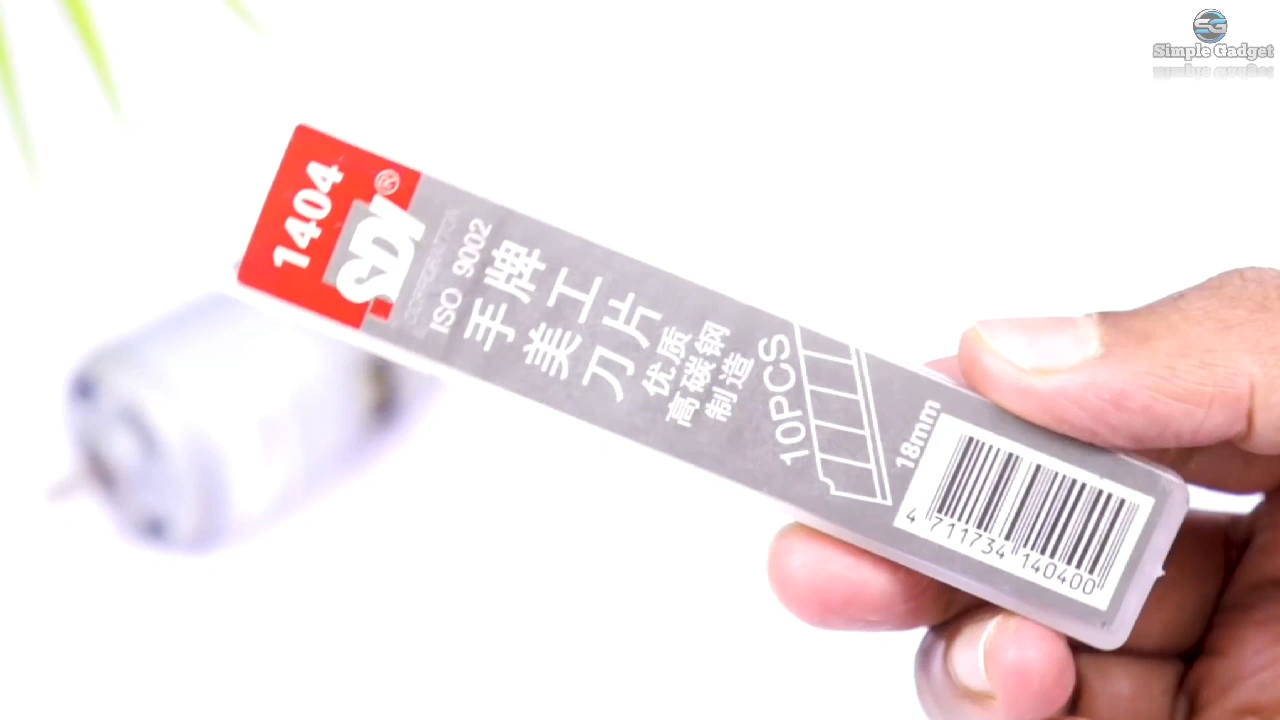 Simple Gadget
1404
SDI®
CORPORATION
ISO 9002
手牌
美工
刀片
优质
高碳钢
制造
10PCS
18mm
4 711734 140400